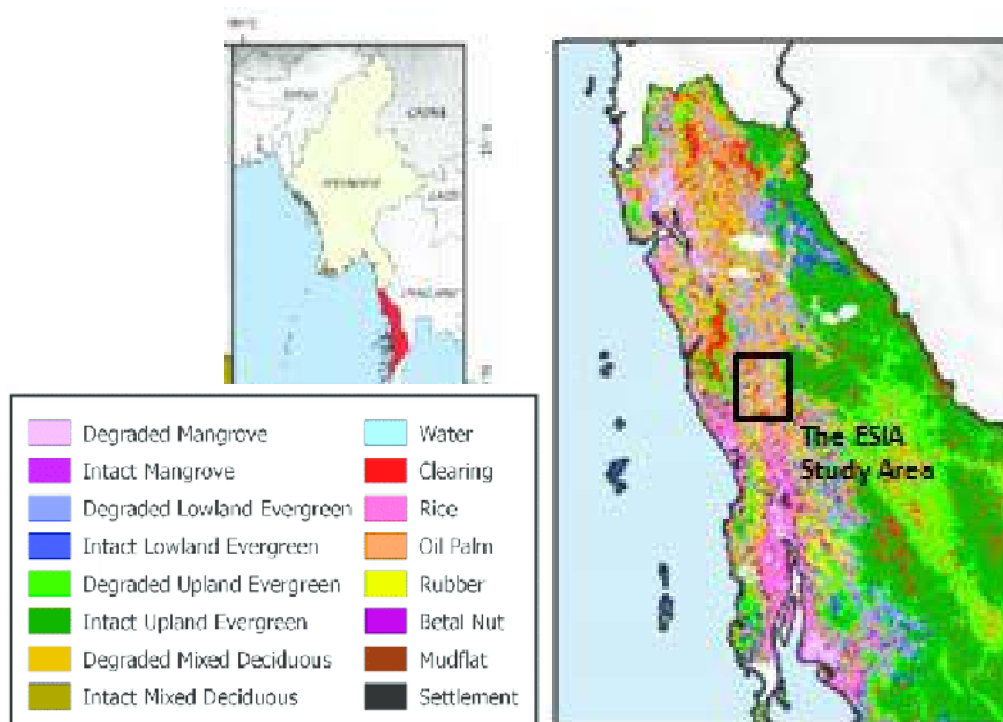 CHINA
Degraded Mangrove
Intact Mangrove
Degraded Lowland Evergreen
Intact Lowland Evergreen
Degraded Upland Evergreen
Intact Upland Evergreen
Degraded Mixed Deciduous
Intact Mixed Deciduous
Water
Clearing
Rice
Oil Palm
Rubber
Betal Nut
Mudflat
Settlement
The ESIA
Study Area